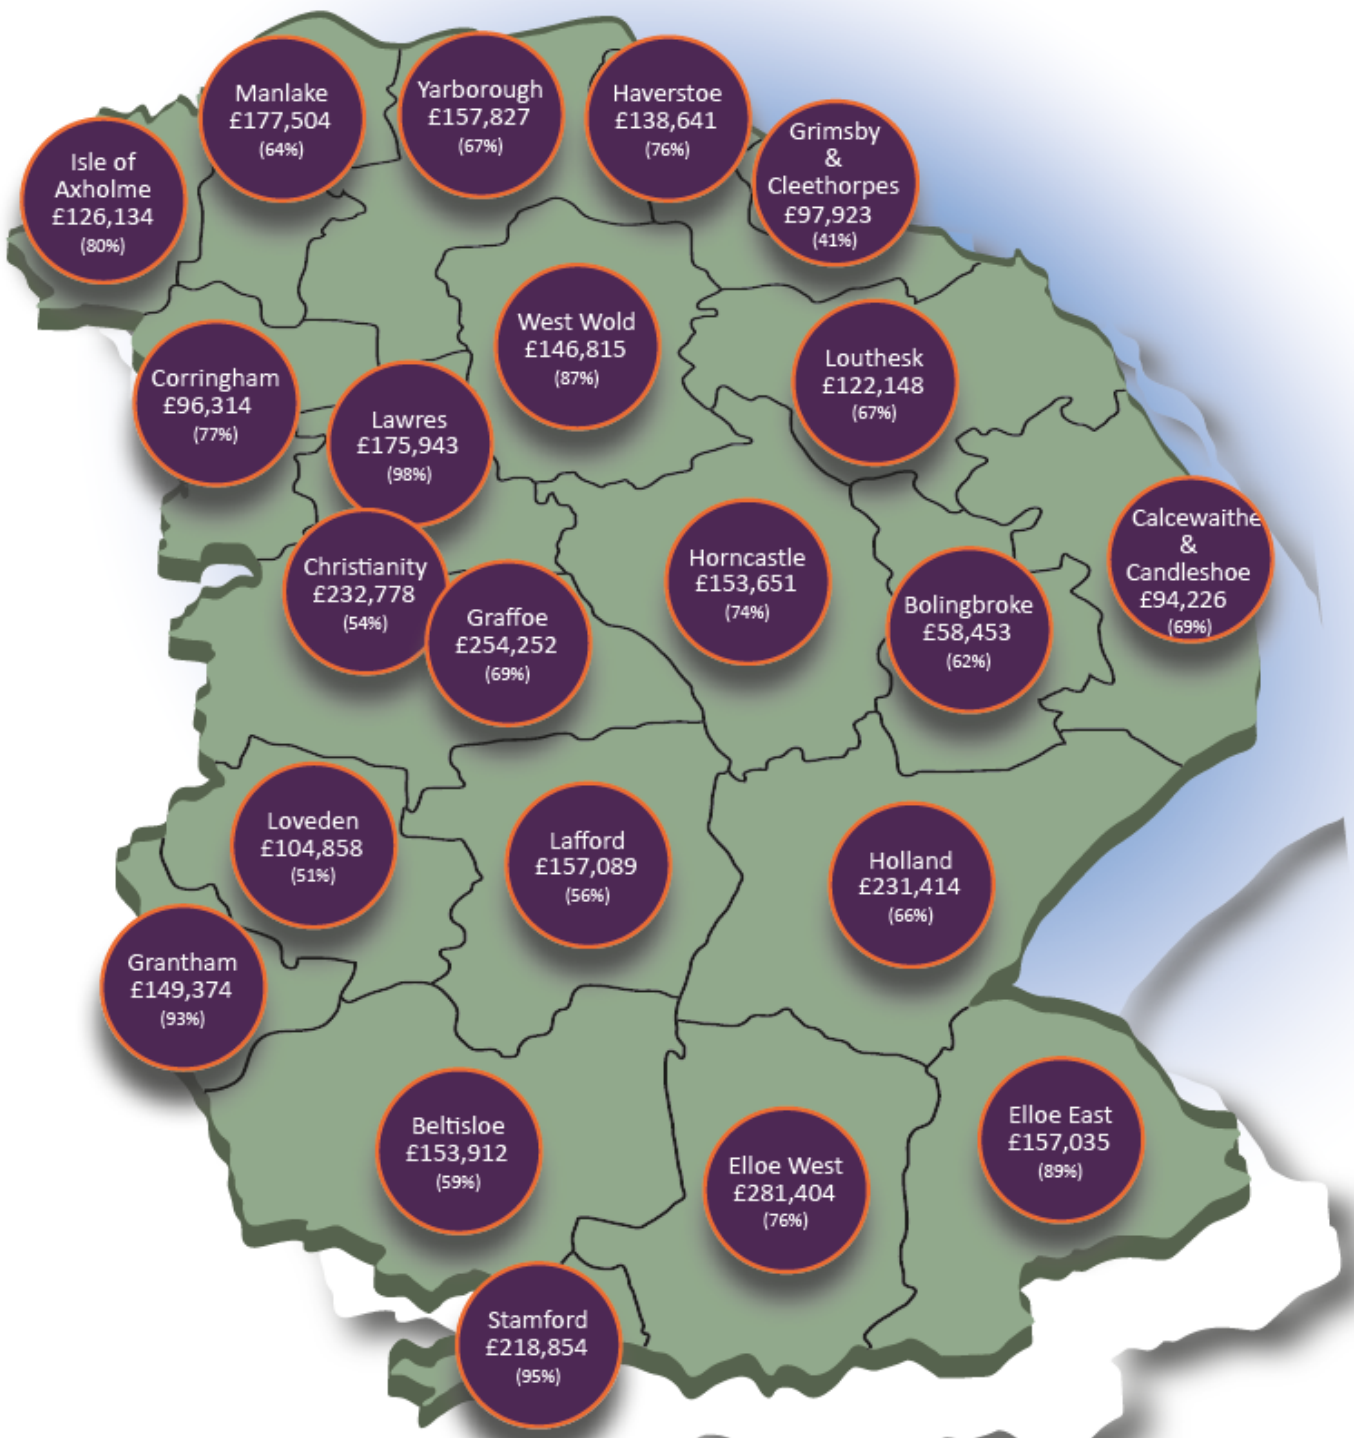 Manlake
£177,504
(64%)
Yarborough
£157,827
(67%)
Haverstoe
£138,641
(76%)
Grimsby
&
Cleethorpes
£97,923
(41%)
Isle of
Axholme
£126,134
(80%)
West Wold
£146,815
(87%)
Louthesk
£122,148
(67%)
Corringham
£96,314
(77%)
Lawres
£175,943
(98%)
Calcewaithe
&
Candleshoe
£94,226
(69%)
Christianity
£232,778
(54%)
Horncastle
£153,651
(74%)
Graffoe
£254,252
(69%)
Bolingbroke
£58,453
(62%)
Loveden
£104,858
(51%)
Lafford
£157,089
(56%)
Holland
£231,414
(66%)
Grantham
£149,374
(93%)
Beltisloe
£153,912
(59%)
Elloe East
£157,035
(89%)
Elloe West
£281,404
(76%)
Stamford
£218,854
(95%)